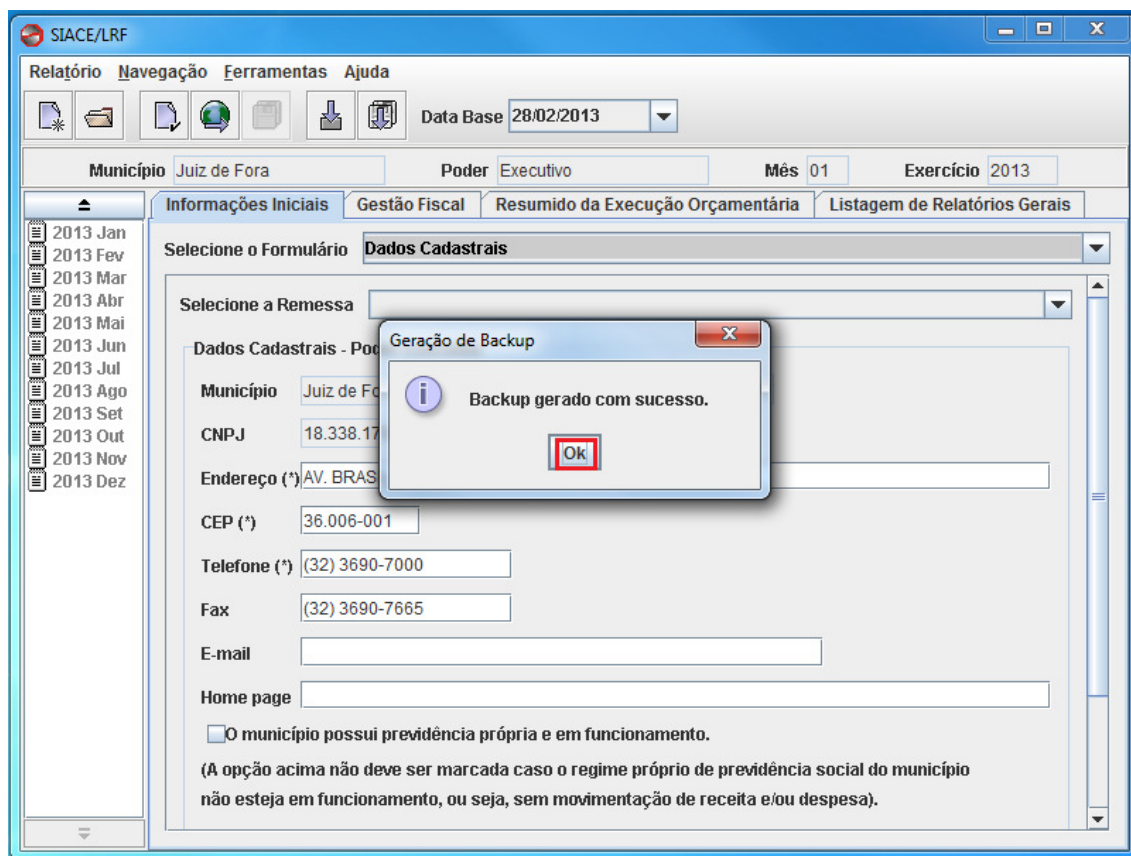 SIACE/LRF
Relatório Navegação Ferramentas Ajuda
Data Base 28/02/2013
Município Juiz de Fora Poder Executivo Mês 01 Exercício 2013
Informações Iniciais Gestão Fiscal Resumido da Execução Orçamentária Listagem de Relatórios Gerais
2013 Jan
2013 Fev
2013 Mar
2013 Abr
2013 Mai
2013 Jun
2013 Jul
2013 Ago
2013 Set
2013 Out
2013 Nov
2013 Dez
Selecione o Formulário Dados Cadastrais
Selecione a Remessa
Dados Cadastrais -
Geração de Backup
Backup gerado com sucesso.
Ok
Município Juiz de
CNPJ 18.338.17
Endereço (*) AV. BRAS
CEP (*) 36.006-001
Telefone (*) (32) 3690-7000
Fax (32) 3690-7665
E-mail
Home page
O município possui previdência própria e em funcionamento.
(A opção acima não deve ser marcada caso o regime próprio de previdência social do município
não esteja em funcionamento, ou seja, sem movimentação de receita e/ou despesa).